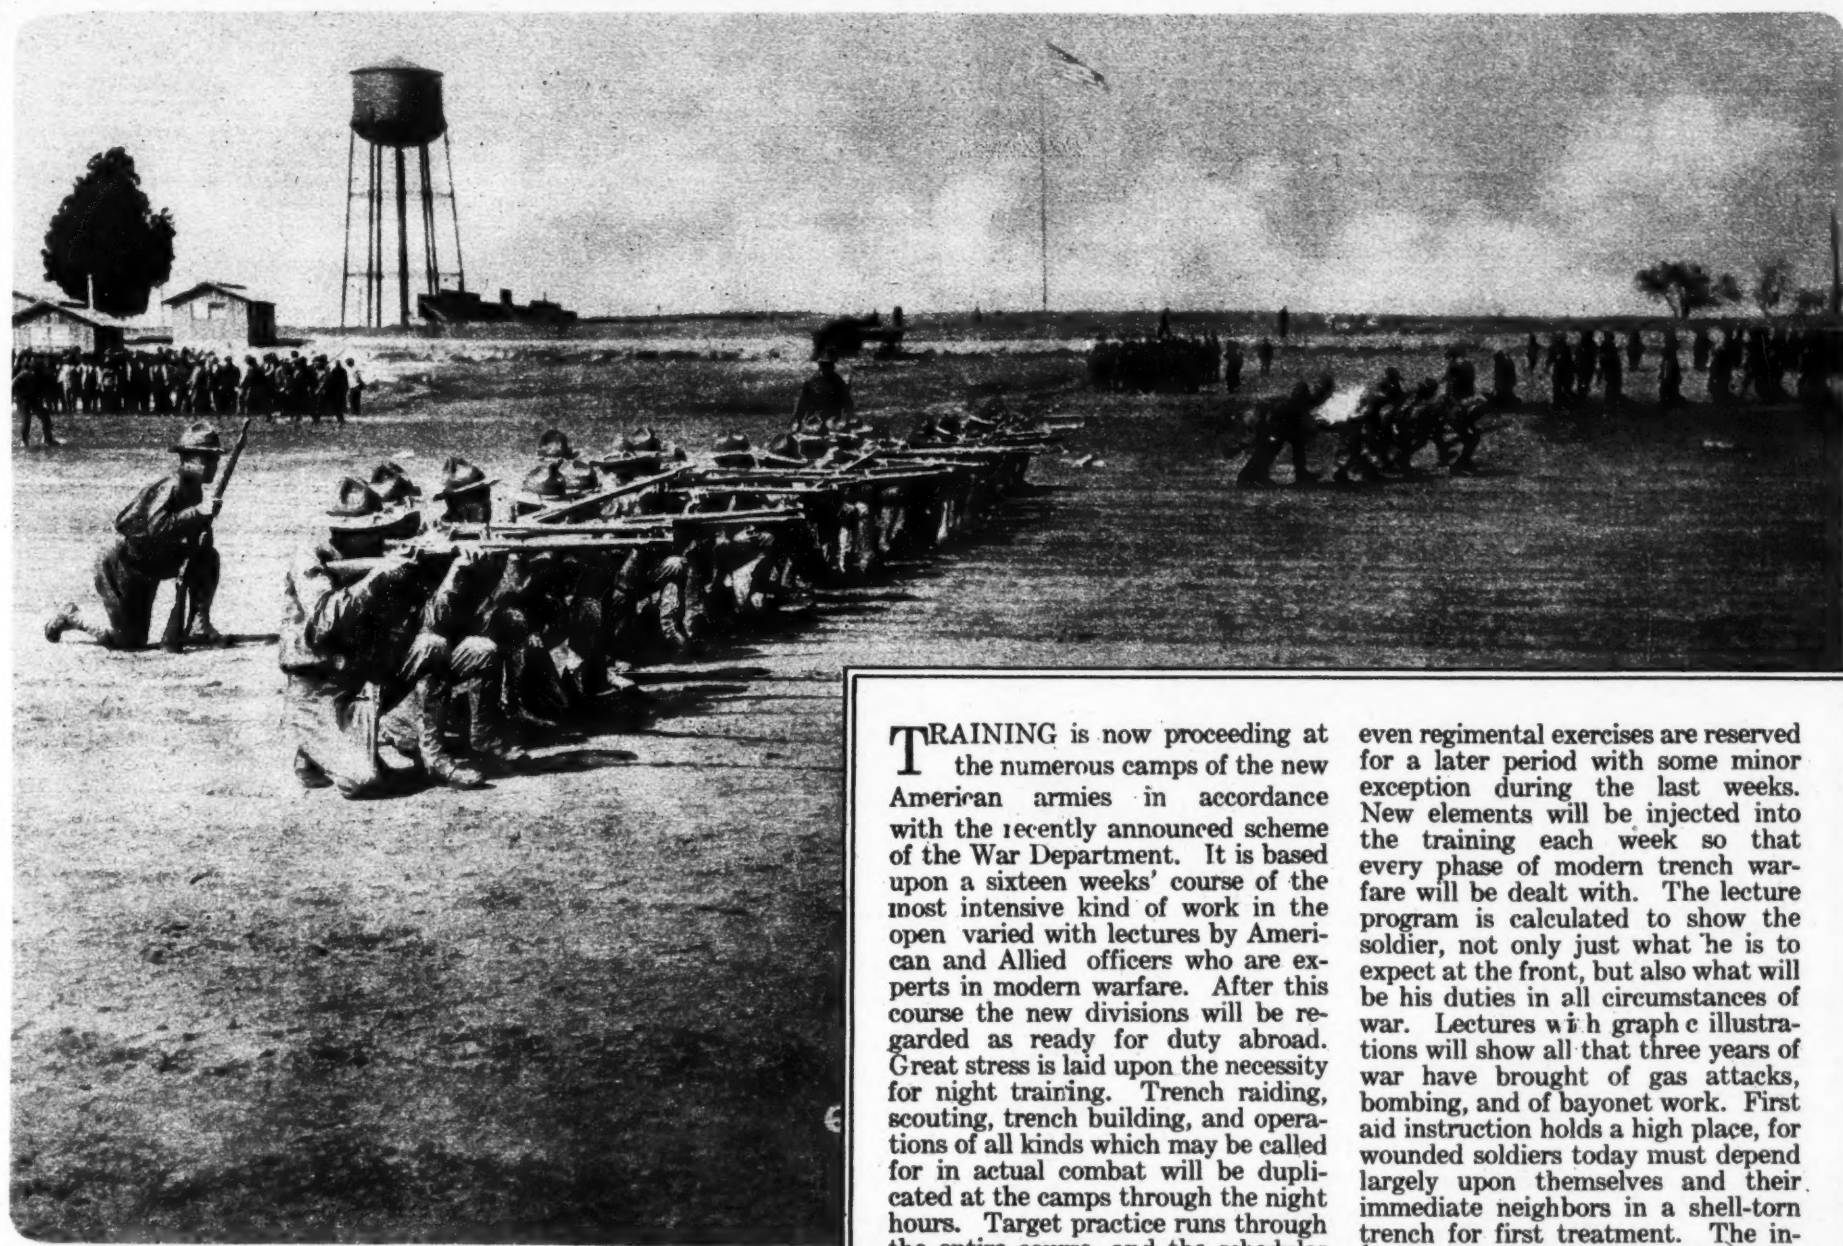 TRAINING is now proceeding at
the numerous camps of the new
American armies in accordance
with the recently announced scheme
of the War Department. It is based
upon a sixteen weeks' course of the
most intensive kind of work in the
open varied with lectures by Ameri-
can and Allied officers who are ex-
perts in modern warfare. After this
course the new divisions will be re-
garded as ready for duty abroad.
Great stress is laid upon the necessity
for night training. Trench raiding,
scouting, trench building, and opera-
tions of all kinds which may be called
for in actual combat will be dupli-
cated at the camps through the night
hours. Target practice runs through
the entire course, and the
even regimental exercises are reserved
for a later period with some minor
exception during the last weeks.
New elements will be injected into
the training each week so that
every phase of modern trench war-
fare will be dealt with. The lecture
program is calculated to show the
soldier, not only just what he is to
expect at the front, but also what will
be his duties in all circumstances of
war. Lectures with graph c illustra-
tions will show all that three years of
war have brought of gas attacks,
bombing, and of bayonet work. First
aid instruction holds a high place, for
wounded soldiers today must depend
largely upon themselves and their
immediate neighbors in a shell-torn
trench for first treatment. The in-